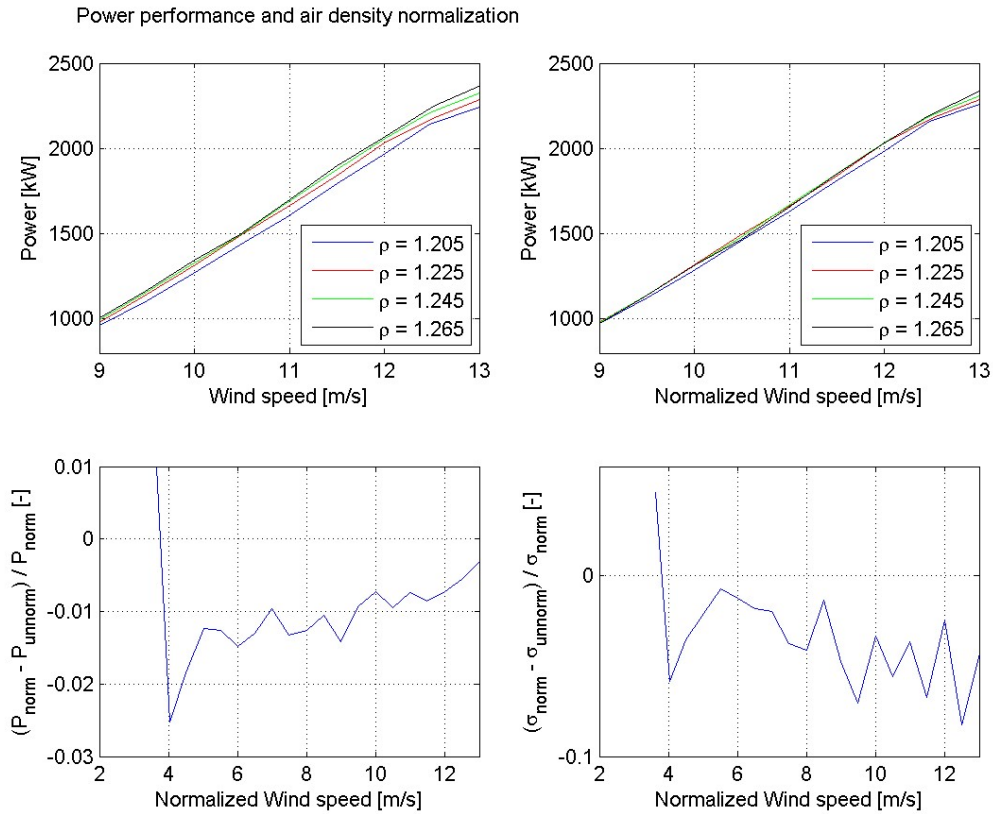 Power performance and air density normalization
2500
2000
1500
1000
Power [kW]
ρ = 1.205
ρ = 1.225
ρ = 1.245
ρ = 1.265
9 10 11 12 13
Wind speed [m/s]
2500
2000
1500
1000
Power [kW]
ρ = 1.205
ρ = 1.225
ρ = 1.245
ρ = 1.265
9 10 11 12 13
Normalized Wind speed [m/s]
0.01
0
-0.01
-0.02
-0.03
(P_norm - P_unnorm) / P_norm [-]
2 4 6 8 10 12
Normalized Wind speed [m/s]
0
-0.1
(σ_norm - σ_unnorm) / σ_norm [-]
2 4 6 8 10 12
Normalized Wind speed [m/s]